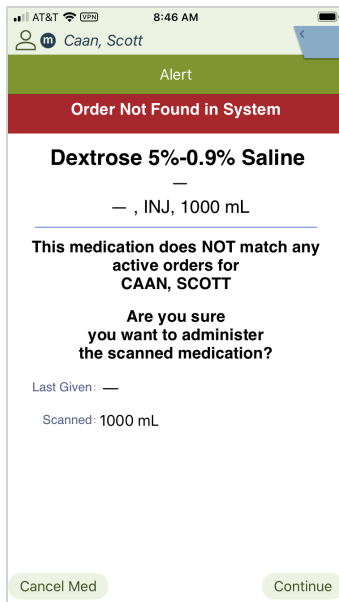 AT&T VPN 8:46 AM
m Caan, Scott
Alert
Order Not Found in System
Dextrose 5%-0.9% Saline
—
— , INJ, 1000 mL
This medication does NOT match any
active orders for
CAAN, SCOTT
Are you sure
you want to administer
the scanned medication?
Last Given: —
Scanned: 1000 mL
Cancel Med Continue